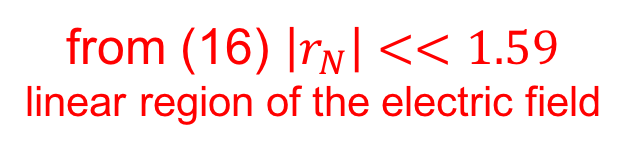 from (16) |r_N| << 1.59
linear region of the electric field